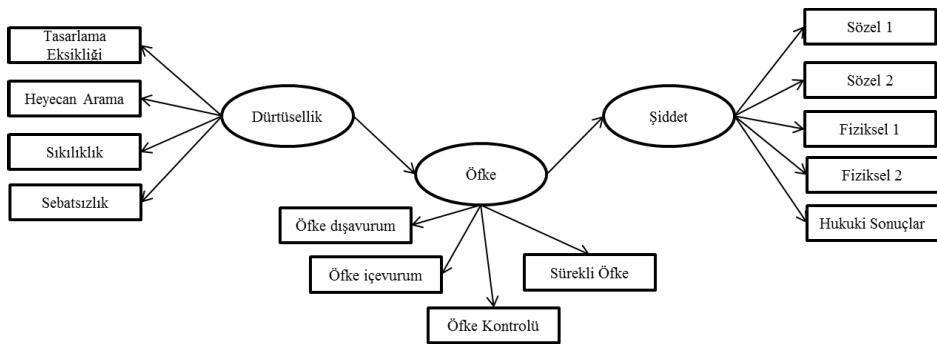 Tasarlama
Eksikliği
Heyecan Arama
Sıkılıklık
Sebatsızlık
Dürtüsellik
Öfke
Öfke dışavurum
Öfke içevurum
Öfke Kontrolü
Sürekli Öfke
Şiddet
Sözel 1
Sözel 2
Fiziksel 1
Fiziksel 2
Hukuki Sonuçlar